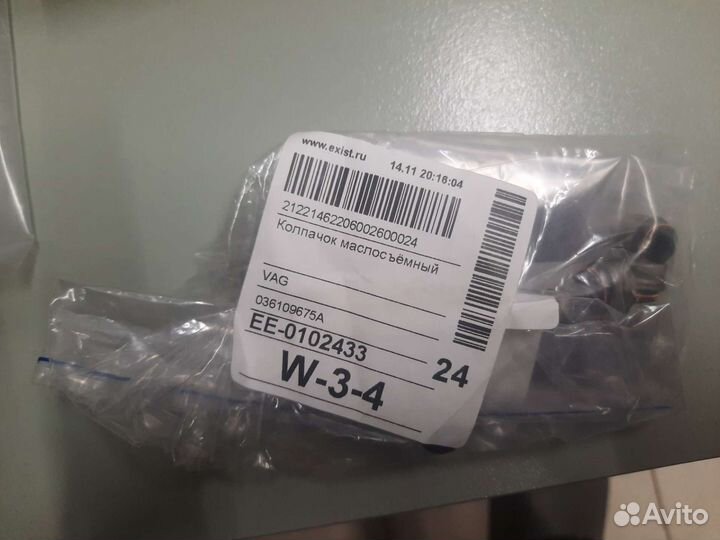 www.exist.ru
14.11 20:16:04
21221462206002600024
Колпачок маслосъёмный
VAG
036109675A
EE-0102433
24
W-3-4
Avito